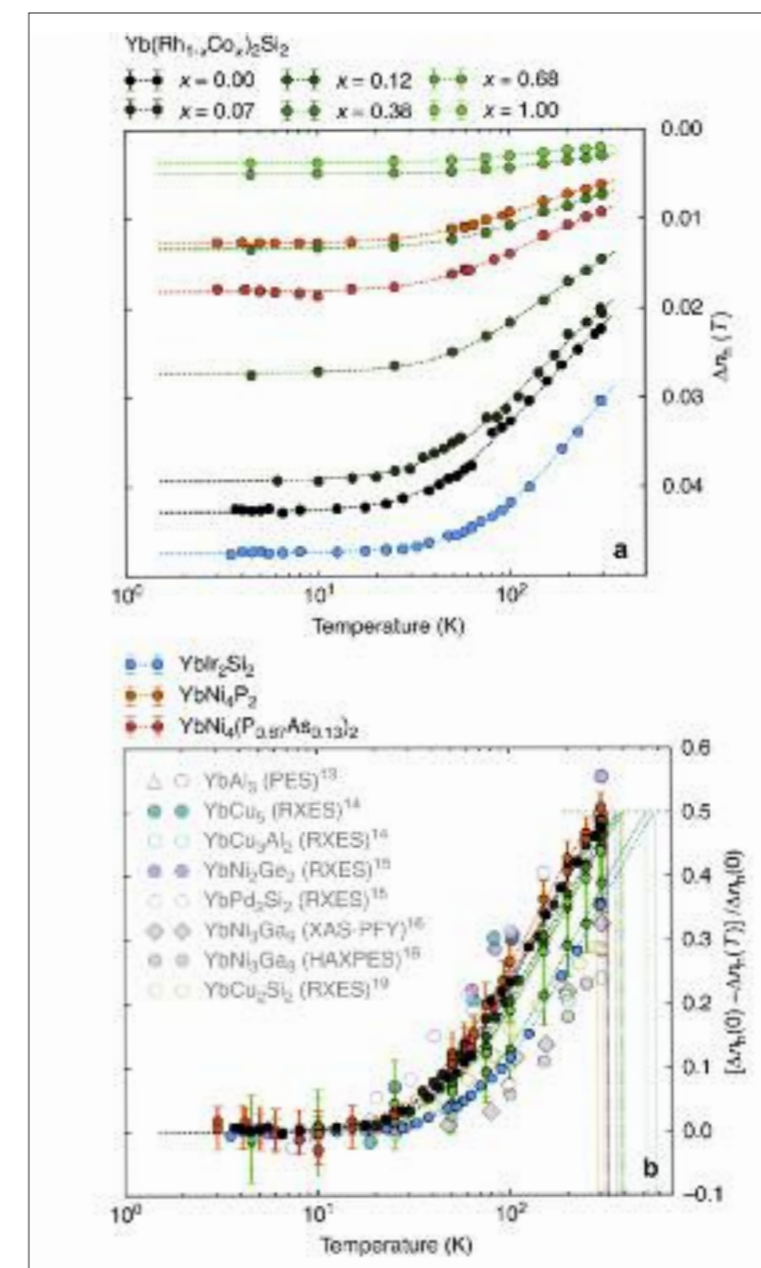 Yb(Rh₁₋ₓCoₓ)₂Si₂
x = 0.00 x = 0.12 x = 0.68
x = 0.07 x = 0.38 x = 1.00
0.00
0.01
0.02
0.03
0.04
Δnₕ (T)
a
10⁰ 10¹ 10²
Temperature (K)
YbIr₂Si₂
YbNi₄P₂
YbNi₄(P₀.₈₇As₀.₁₃)₂
YbAl₃ (PES)¹³
YbCu₅ (RXES)¹⁴
YbCu₅Al₂ (RXES)¹⁴
YbNi₂Ge₂ (RXES)¹⁵
YbPd₂Si₂ (RXES)¹⁵
(XAS-PFY)¹⁶
(HAXPES)
YbCu₂Si₂ (RXES)¹⁹
0.6
0.5
0.4
0.3
0.2
0.1
0.0
–0.1
[Δnₕ(0) –Δnₕ(T)] /Δnₕ(0)
b
10⁰ 10¹ 10²
Temperature (K)